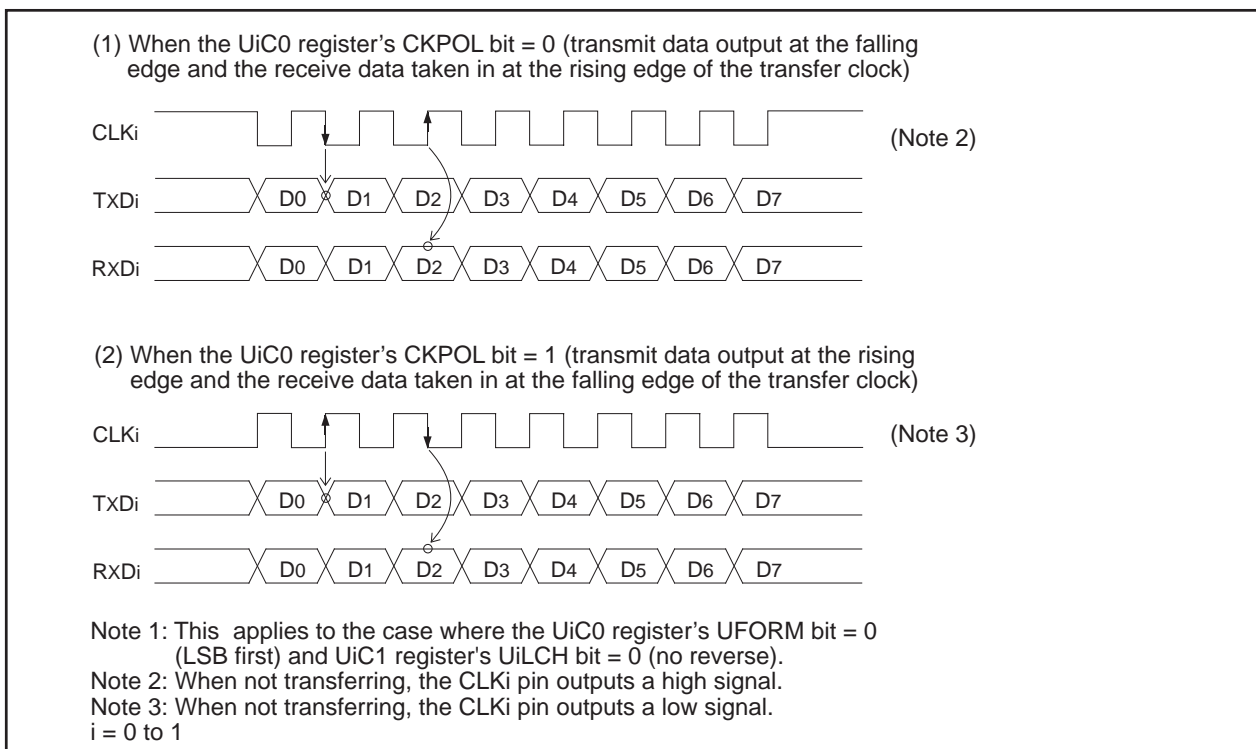 (1) When the UiC0 register's CKPOL bit = 0 (transmit data output at the falling
edge and the receive data taken in at the rising edge of the transfer clock)
CLKi
(Note 2)
TXDi D0 D1 D2 D3 D4 D5 D6 D7
RXDi D0 D1 D2 D3 D4 D5 D6 D7
(2) When the UiC0 register's CKPOL bit = 1 (transmit data output at the rising
edge and the receive data taken in at the falling edge of the transfer clock)
CLKi
(Note 3)
TXDi D0 D1 D2 D3 D4 D5 D6 D7
RXDi D0 D1 D2 D3 D4 D5 D6 D7
Note 1: This applies to the case where the UiC0 register's UFORM bit = 0
(LSB first) and UiC1 register's UiLCH bit = 0 (no reverse).
Note 2: When not transferring, the CLKi pin outputs a high signal.
Note 3: When not transferring, the CLKi pin outputs a low signal.
i = 0 to 1